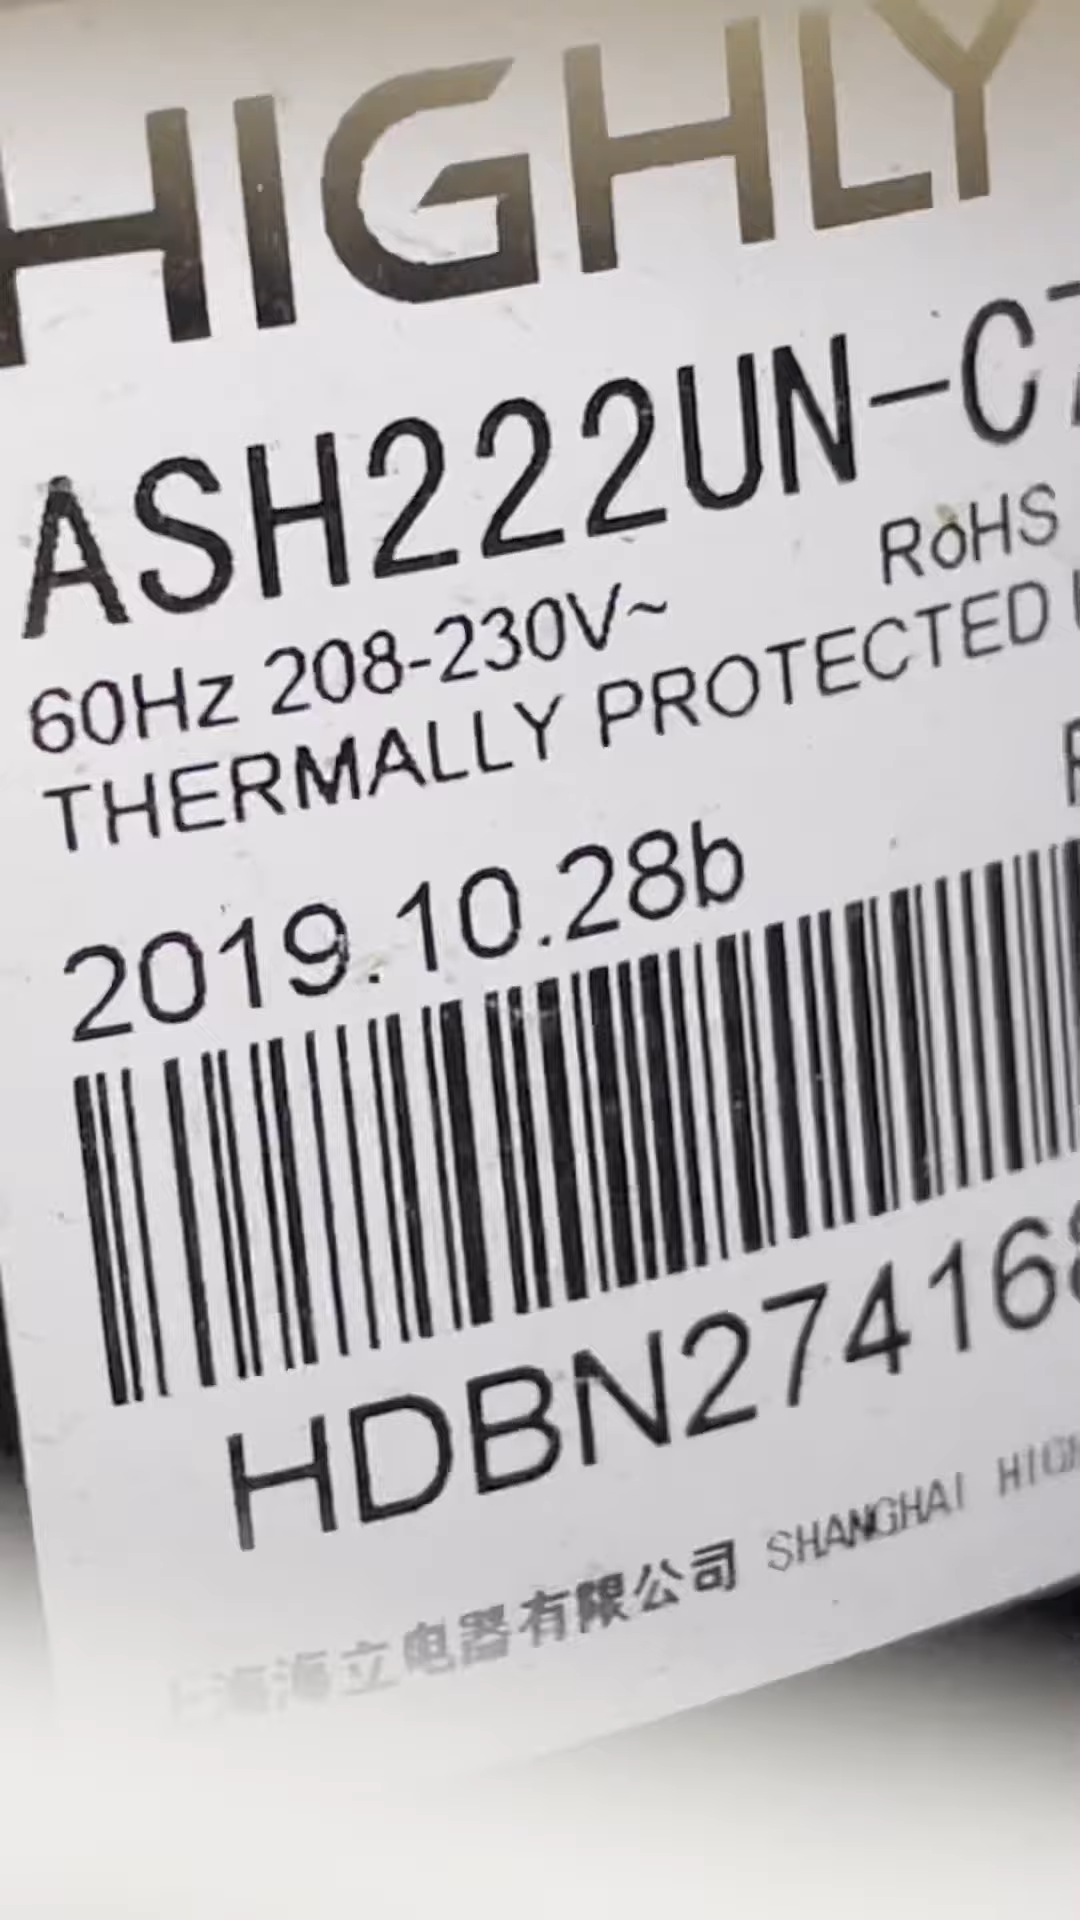 HIGHLY
ASH222UN-C7
60Hz 208-230V~ RoHS
THERMALLY PROTECTED
2019.10.28b
HDBN274168
上海海立电器有限公司 SHANGHAI HIGH